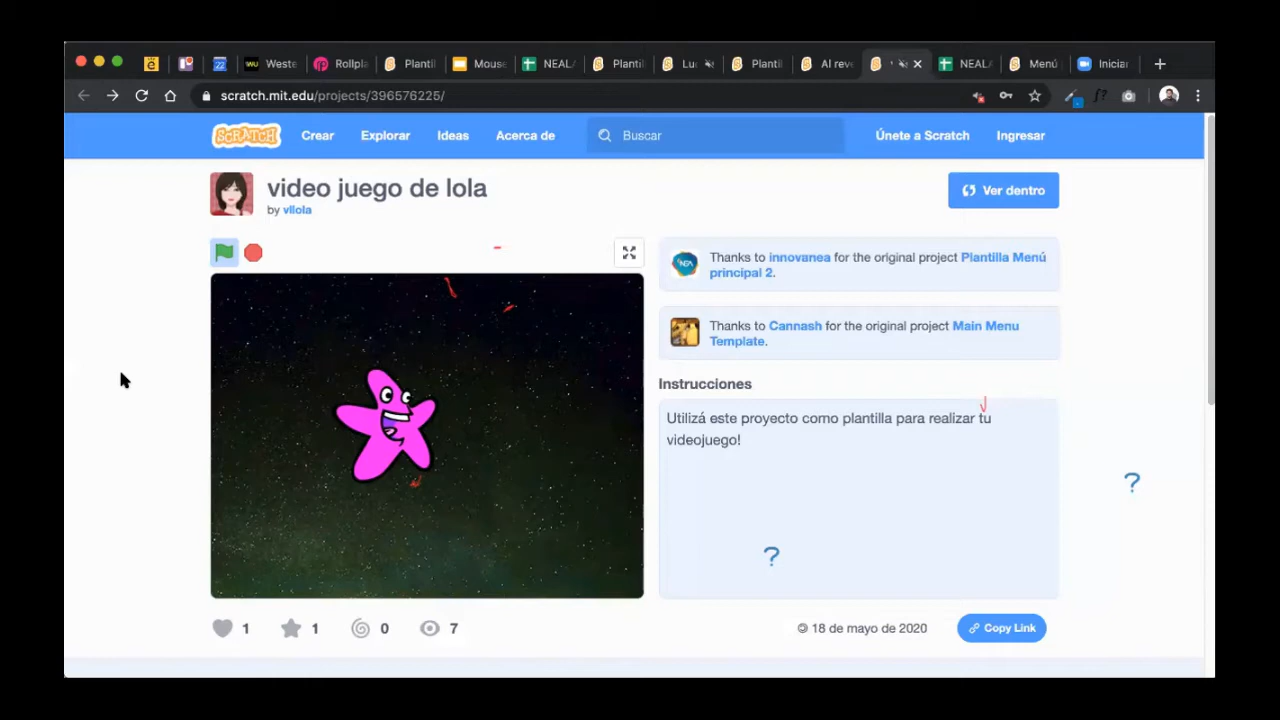 Weste
Rollpla
Plantil
Mouse
NEAL
Plantil
Luc
Plantil
AI reve
NEAL
Menú
Iniciar
scratch.mit.edu/projects/396576225/
SCRATCH
Crear
Explorar
Ideas
Acerca de
Buscar
Únete a Scratch
Ingresar
video juego de lola
by vllola
Ver dentro
Thanks to innovanea for the original project Plantilla Menú
principal 2.
Thanks to Cannash for the original project Main Menu
Template.
Instrucciones
Utilizá este proyecto como plantilla para realizar tu
videojuego!
?
?
1
1
0
7
18 de mayo de 2020
Copy Link